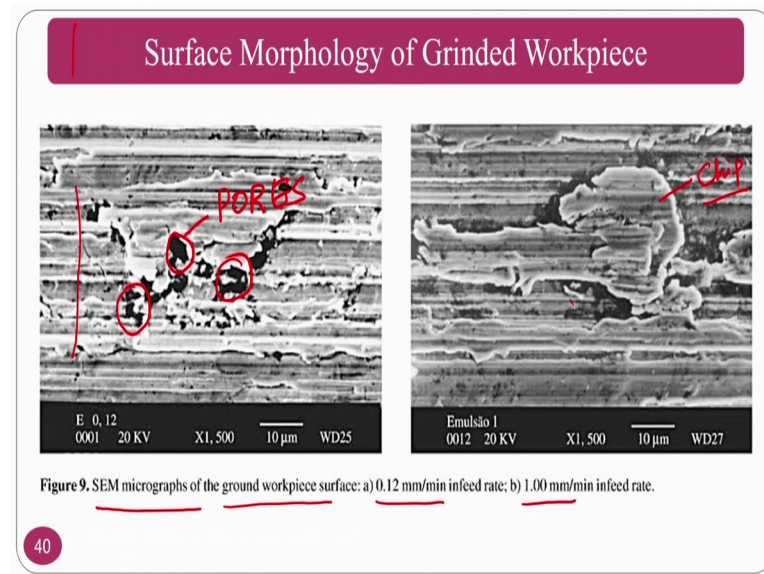 Surface Morphology of Grinded Workpiece
PORES
Chip
E 0, 12
0001 20 KV X1, 500 10 µm WD25
Emulsão 1
0012 20 KV X1, 500 10 µm WD27
Figure 9. SEM micrographs of the ground workpiece surface: a) 0.12 mm/min infeed rate; b) 1.00 mm/min infeed rate.
40